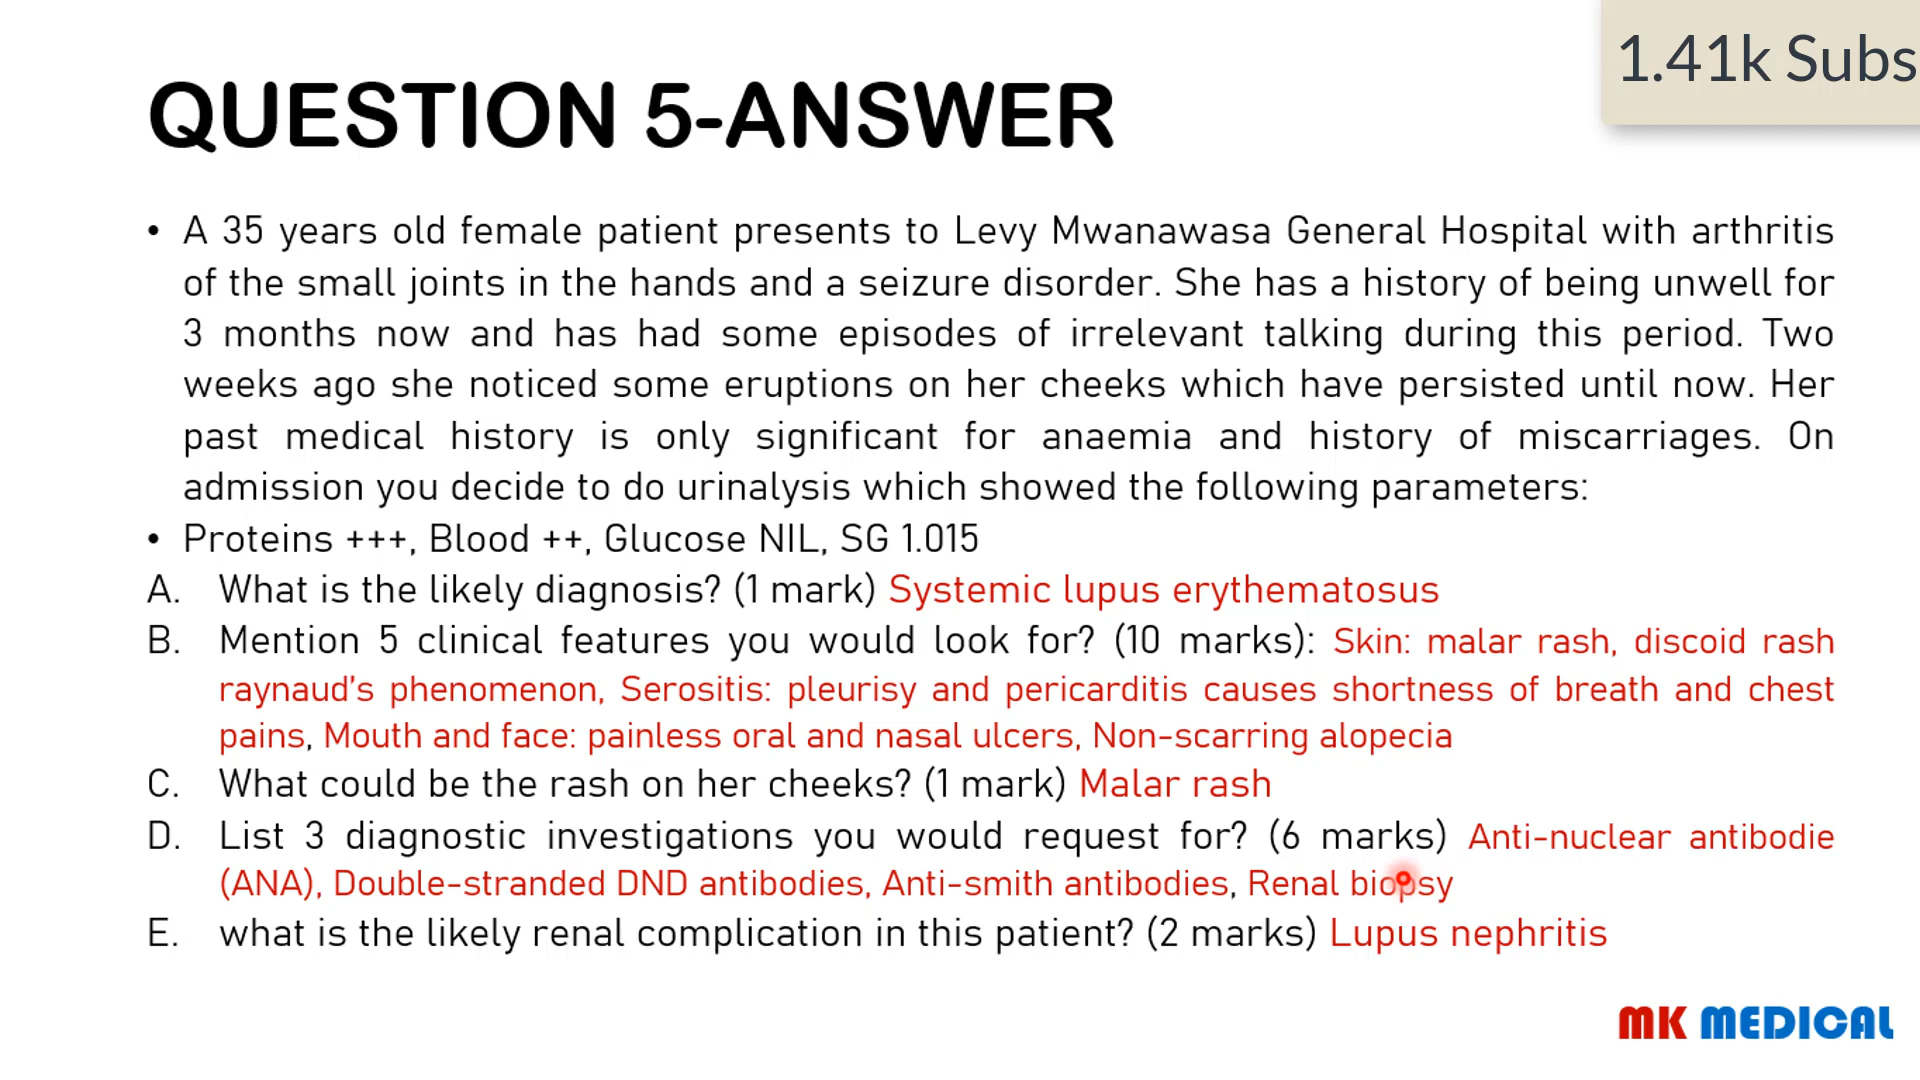 1.41k Subs
QUESTION 5-ANSWER
• A 35 years old female patient presents to Levy Mwanawasa General Hospital with arthritis
of the small joints in the hands and a seizure disorder. She has a history of being unwell for
3 months now and has had some episodes of irrelevant talking during this period. Two
weeks ago she noticed some eruptions on her cheeks which have persisted until now. Her
past medical history is only significant for anaemia and history of miscarriages. On
admission you decide to do urinalysis which showed the following parameters:
• Proteins +++, Blood ++, Glucose NIL, SG 1.015
A. What is the likely diagnosis? (1 mark) Systemic lupus erythematosus
B. Mention 5 clinical features you would look for? (10 marks): Skin: malar rash, discoid rash
raynaud's phenomenon, Serositis: pleurisy and pericarditis causes shortness of breath and chest
pains, Mouth and face: painless oral and nasal ulcers, Non-scarring alopecia
C. What could be the rash on her cheeks? (1 mark) Malar rash
D. List 3 diagnostic investigations you would request for? (6 marks) Anti-nuclear antibodie
(ANA), Double-stranded DND antibodies, Anti-smith antibodies, Renal biopsy
E. what is the likely renal complication in this patient? (2 marks) Lupus nephritis
MK MEDICAL